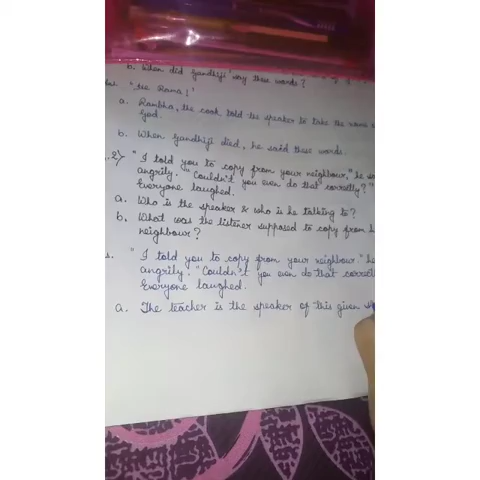 b. When did Gandhiji say these words?
"Hee Rama!"
a. Rambha, the cook told the speaker to take the name
God.
b. When Gandhiji died, he said these words.
2) "I told you to copy from your neighbour," he
angrily. "Couldn't you even do that correctly?"
Everyone laughed.
a. Who is the speaker & who is he talking to?
b. What was the listener supposed to copy from
neighbour?
"I told you to copy from your neighbour" he
angrily. "Couldn't you even do that
Everyone laughed.
a. The teacher is the speaker of this given